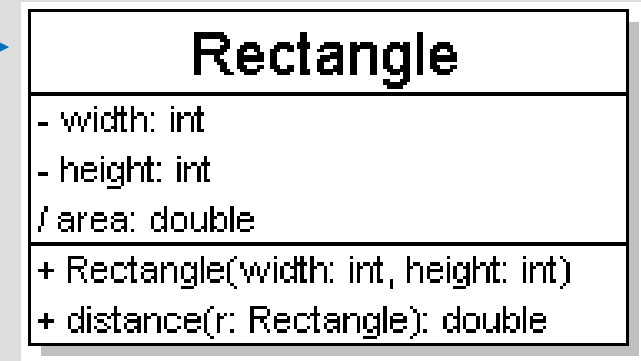 Rectangle
- width: int
- height: int
/ area: double
+ Rectangle(width: int, height: int)
+ distance(r: Rectangle): double